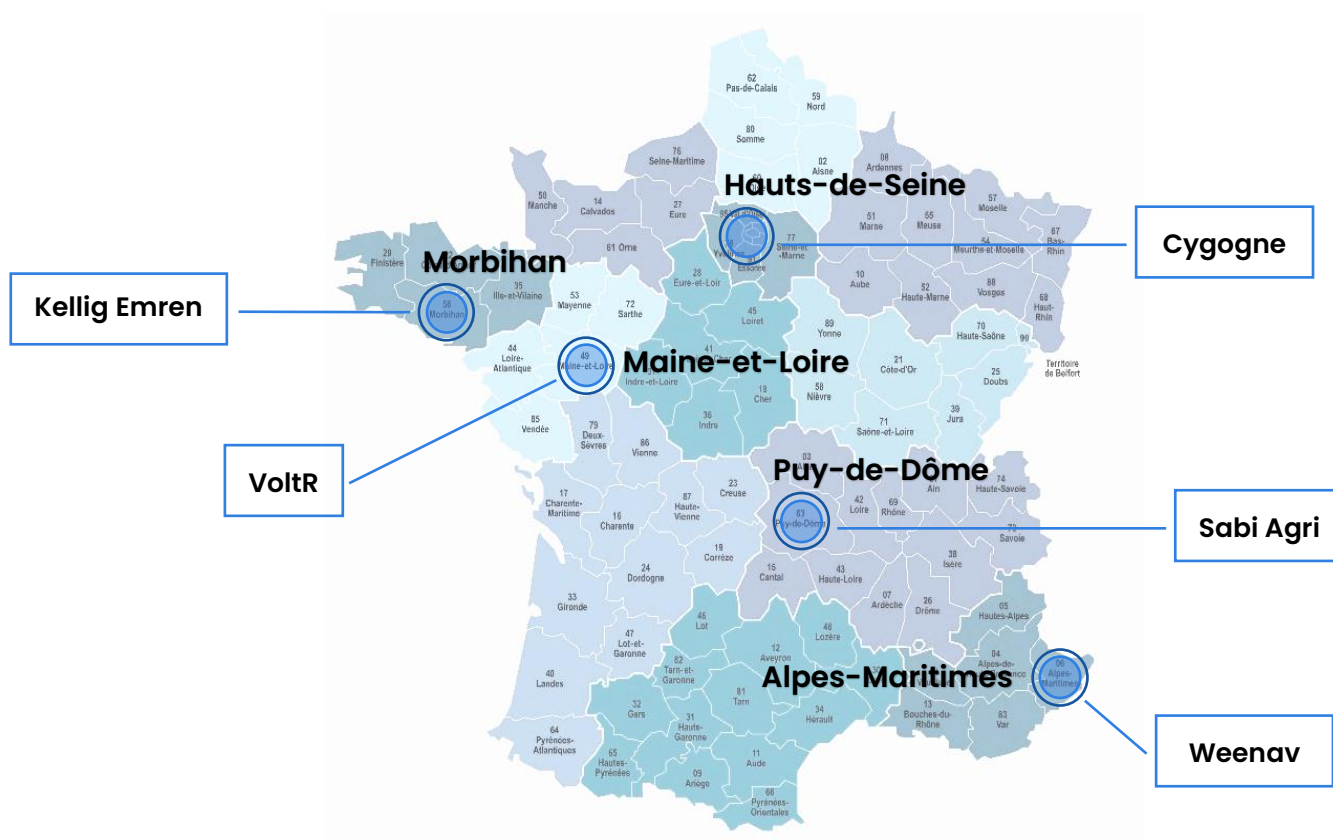 62
Pas-de-Calais
59
Nord
80
Somme
76
Seine-Maritime
02
Aisne
08
Ardennes
60
Hauts-de-Seine
50
Manche
14
Calvados
27
Eure
57
Moselle
51
Marne
55
Meuse
67
Bas-
Rhin
54
Meurthe-et-Moselle
77
Seine-et-
Marne
Yvelines
91
Essonne
61 Orne
Cygogne
29
Finistère
Morbihan
35
Ille-et-Vilaine
28
Eure-et-Loir
10
Aube
52
Haute-Marne
88
Vosges
68
Haut-
Rhin
Kellig Emren
56
Morbihan
53
Mayenne
72
Sarthe
45
Loiret
89
Yonne
70
Haute-Saône
90
Territoire
de Belfort
44
Loire-
Atlantique
49
Maine-et-Loire
Maine-et-Loire
41
Indre-et-Loire
18
Cher
58
Nièvre
21
Côte-d'Or
25
Doubs
36
Indre
71
Saône-et-Loire
39
Jura
85
Vendée
79
Deux-
Sèvres
86
Vienne
03
Puy-de-Dôme
VoltR
23
Creuse
87
Haute-
Vienne
17
Charente-
Maritime
16
Charente
63
Puy-de-Dôme
42
Loire
69
Rhône
Ain
74
Haute-Savoie
73
Savoie
Sabi Agri
19
Corrèze
24
Dordogne
15
Cantal
43
Haute-Loire
38
Isère
33
Gironde
07
Ardèche
26
Drôme
05
Hautes-Alpes
46
Lot
48
Lozère
47
Lot-et-
Garonne
12
Aveyron
30
04
Alpes-de-
06
Alpes-
Maritimes
Alpes-Maritimes
40
Landes
82
Tarn-et-
Garonne
81
Tarn
32
Gers
31
Haute-
Garonne
34
Hérault
13
Bouches-du-
Rhône
83
Var
64
Pyrénées-
Atlantiques
65
Hautes-
Pyrénées
09
Ariège
11
Aude
66
Pyrénées-
Orientales
Weenav